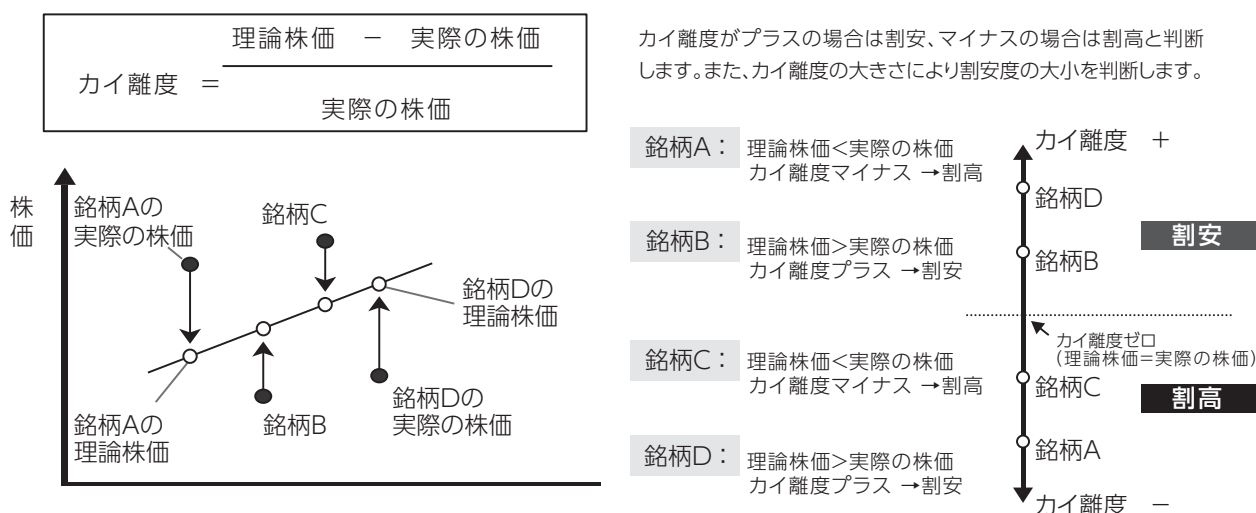 理論株価 － 実際の株価
カイ離度 ＝
実際の株価
株価
銘柄Aの
実際の株価
銘柄C
銘柄Dの
理論株価
銘柄Aの
理論株価
銘柄B
銘柄Dの
実際の株価
カイ離度がプラスの場合は割安、マイナスの場合は割高と判断
します。また、カイ離度の大きさにより割安度の大小を判断します。
銘柄A： 理論株価＜実際の株価
カイ離度マイナス →割高
銘柄B： 理論株価＞実際の株価
カイ離度プラス →割安
銘柄C： 理論株価＜実際の株価
カイ離度マイナス →割高
銘柄D： 理論株価＞実際の株価
カイ離度プラス →割安
カイ離度 ＋
銘柄D
割安
銘柄B
カイ離度ゼロ
(理論株価=実際の株価)
銘柄C
割高
銘柄A
カイ離度 －